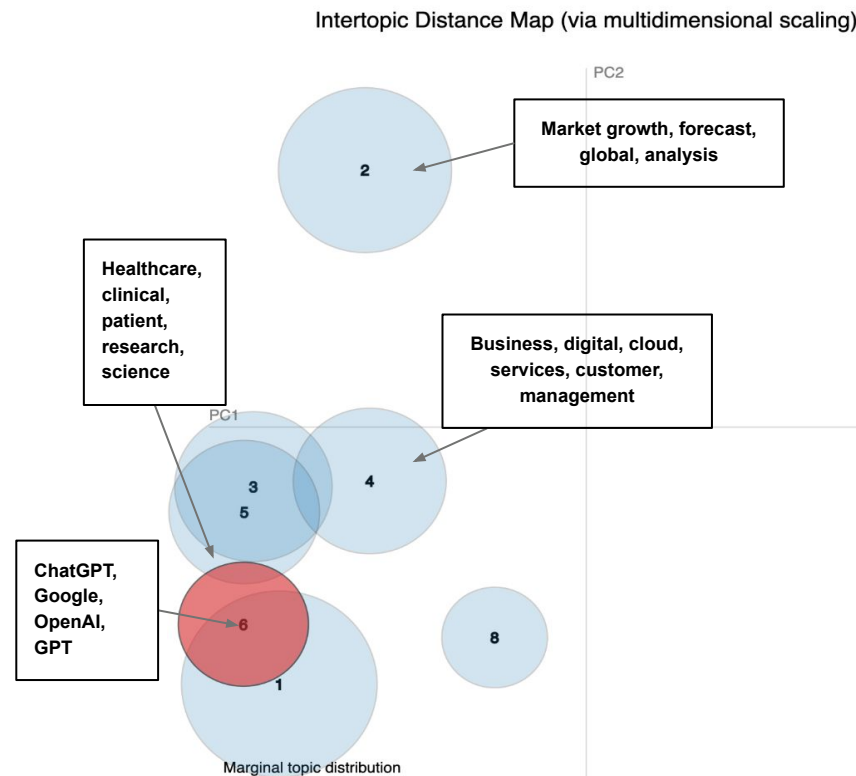 Intertopic Distance Map (via multidimensional scaling)
PC2
2
Market growth, forecast,
global, analysis
Healthcare,
clinical,
patient,
research,
science
Business, digital, cloud,
services, customer,
management
PC1
3
4
5
ChatGPT,
Google,
OpenAI,
GPT
6
8
1
Marginal topic distribution